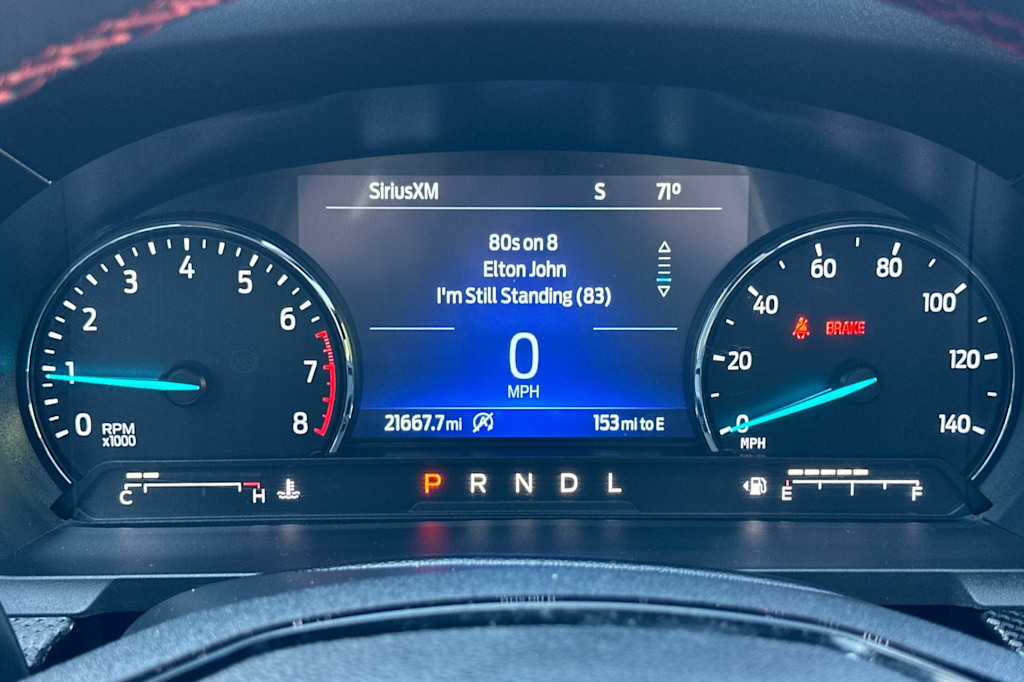 SiriusXM S 71º
80s on 8
Elton John
I'm Still Standing (83)
0
MPH
21667.7 mi 153 mi to E
0 1 2 3 4 5 6 7 8
RPM
x1000
0 20 40 60 80 100 120 140
BRAKE
MPH
C H
P R N D L
E F